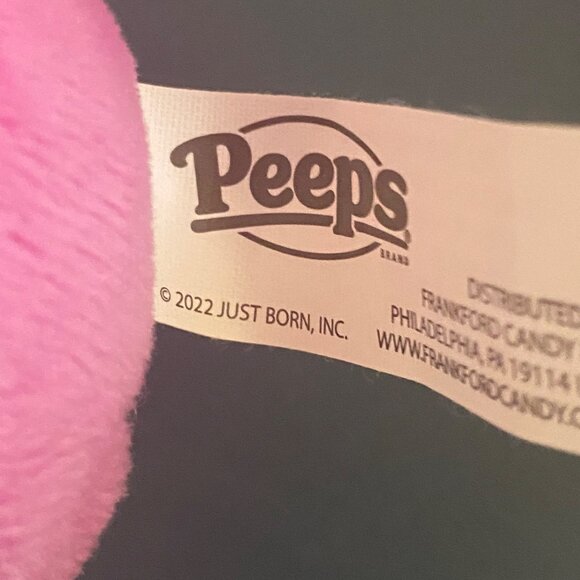 Peeps
BRAND
© 2022 JUST BORN, INC.
DISTRIBUTED
FRANKFORD CANDY
PHILADELPHIA, PA 19114
WWW.FRANKFORDCANDY.C